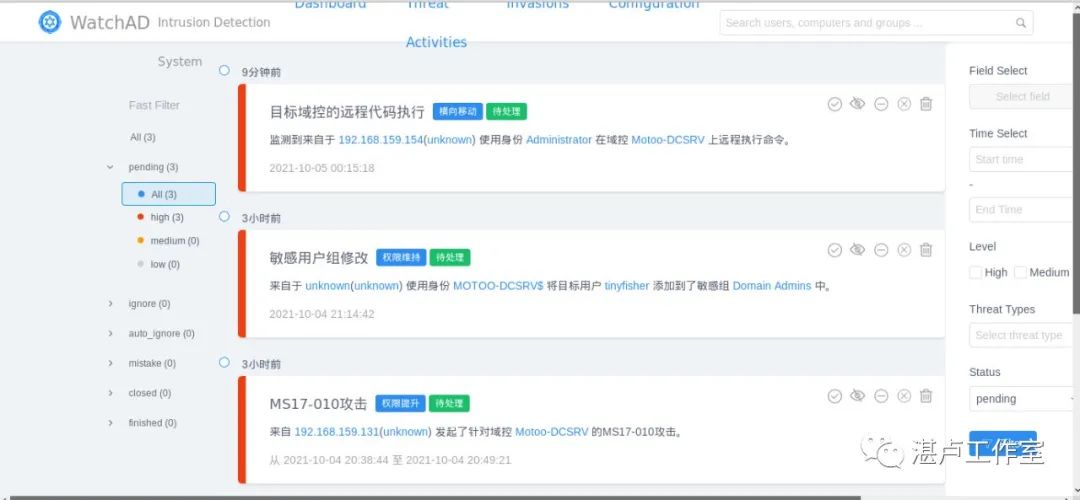 Dashboard Threat Invasions Configuration
WatchAD Intrusion Detection
Search users, computers and groups ...
Activities
System
9分钟前
Field Select
目标域控的远程代码执行 横向移动 待处理
Select field
Fast Filter
All (3)
监测到来自于 192.168.159.154(unknown) 使用身份 Administrator 在域控 Motoo-DCSRV 上远程执行命令。
Time Select
Start time
pending (3)
2021-10-05 00:15:18
-
All (3)
End Time
high (3)
3小时前
medium (0)
Level
low (0)
敏感用户组修改 权限维持 待处理
High Medium
来自于 unknown(unknown) 使用身份 MOTOO-DCSRV$ 将目标用户 tinyfisher 添加到了敏感组 Domain Admins 中。
ignore (0)
Threat Types
2021-10-04 21:14:42
auto_ignore (0)
Select threat type
mistake (0)
3小时前
Status
closed (0)
MS17-010攻击 权限提升 待处理
pending
finished (0)
来自 192.168.159.131(unknown) 发起了针对域控 Motoo-DCSRV 的MS17-010攻击。
从 2021-10-04 20:38:44 至 2021-10-04 20:49:21
湛卢工作室